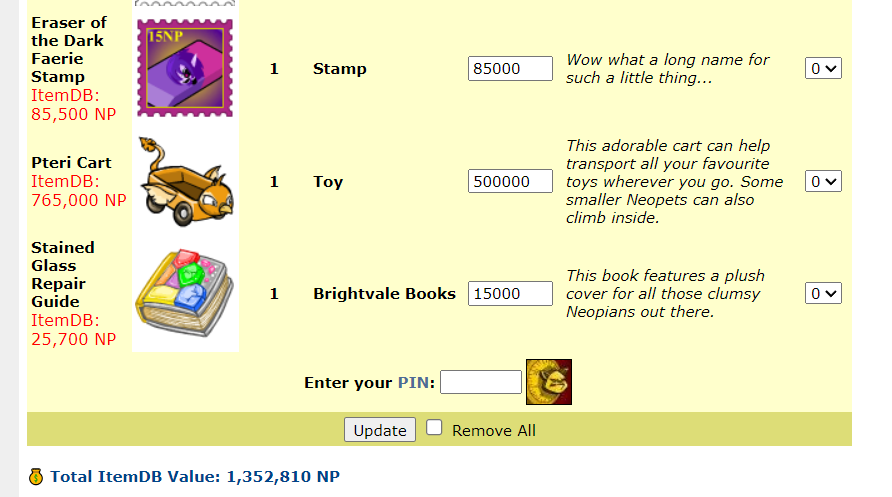 Eraser of
the Dark
Faerie
Stamp
ItemDB:
85,500 NP
15NP
1
Stamp
85000
Wow what a long name for
such a little thing...
0
Pteri Cart
ItemDB:
765,000 NP
1
Toy
500000
This adorable cart can help
transport all your favourite
toys wherever you go. Some
smaller Neopets can also
climb inside.
0
Stained
Glass
Repair
Guide
ItemDB:
25,700 NP
1
Brightvale Books
15000
This book features a plush
cover for all those clumsy
Neopians out there.
0
Enter your PIN:
Update
Remove All
Total ItemDB Value: 1,352,810 NP